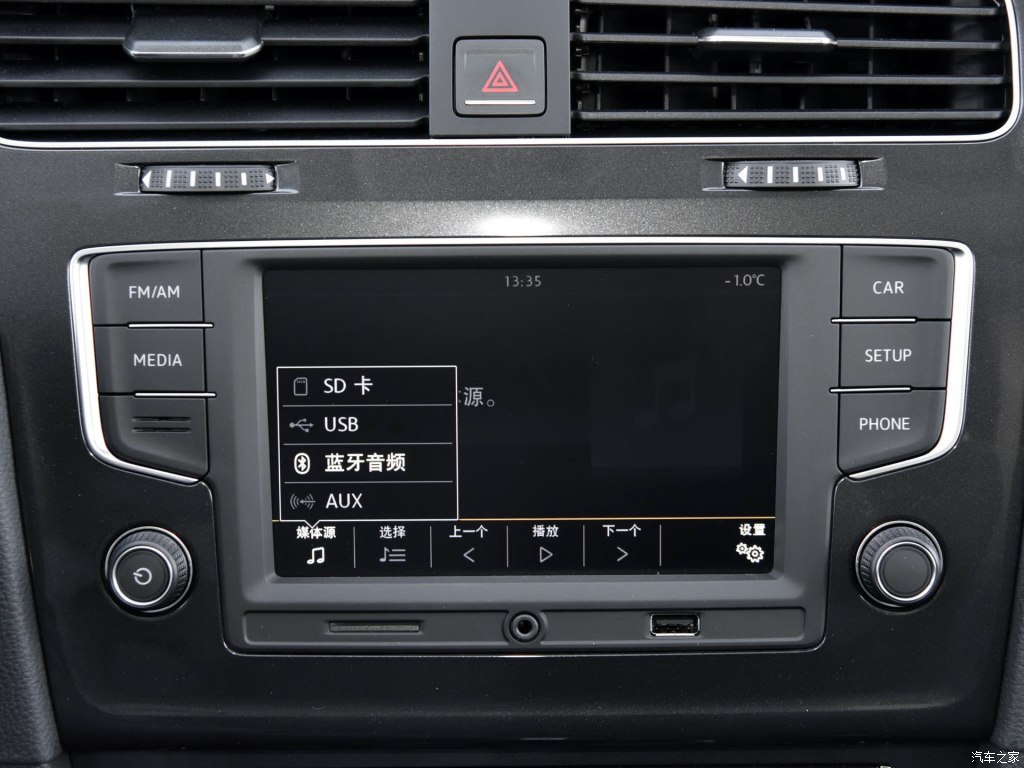 13:35
-1.0℃
FM/AM
MEDIA
CAR
SETUP
PHONE
SD 卡
源。
USB
蓝牙音频
AUX
媒体源
选择
上一个
播放
下一个
设置
汽车之家